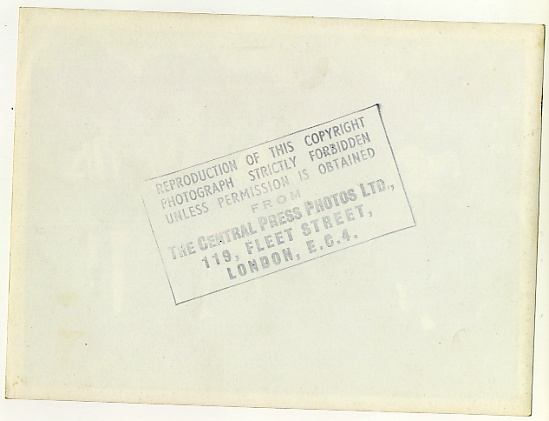 REPRODUCTION OF THIS COPYRIGHT
PHOTOGRAPH STRICTLY FORBIDDEN
UNLESS PERMISSION IS OBTAINED
FROM
THE CENTRAL PRESS PHOTOS LTD.,
119, FLEET STREET,
LONDON, E.C.4.